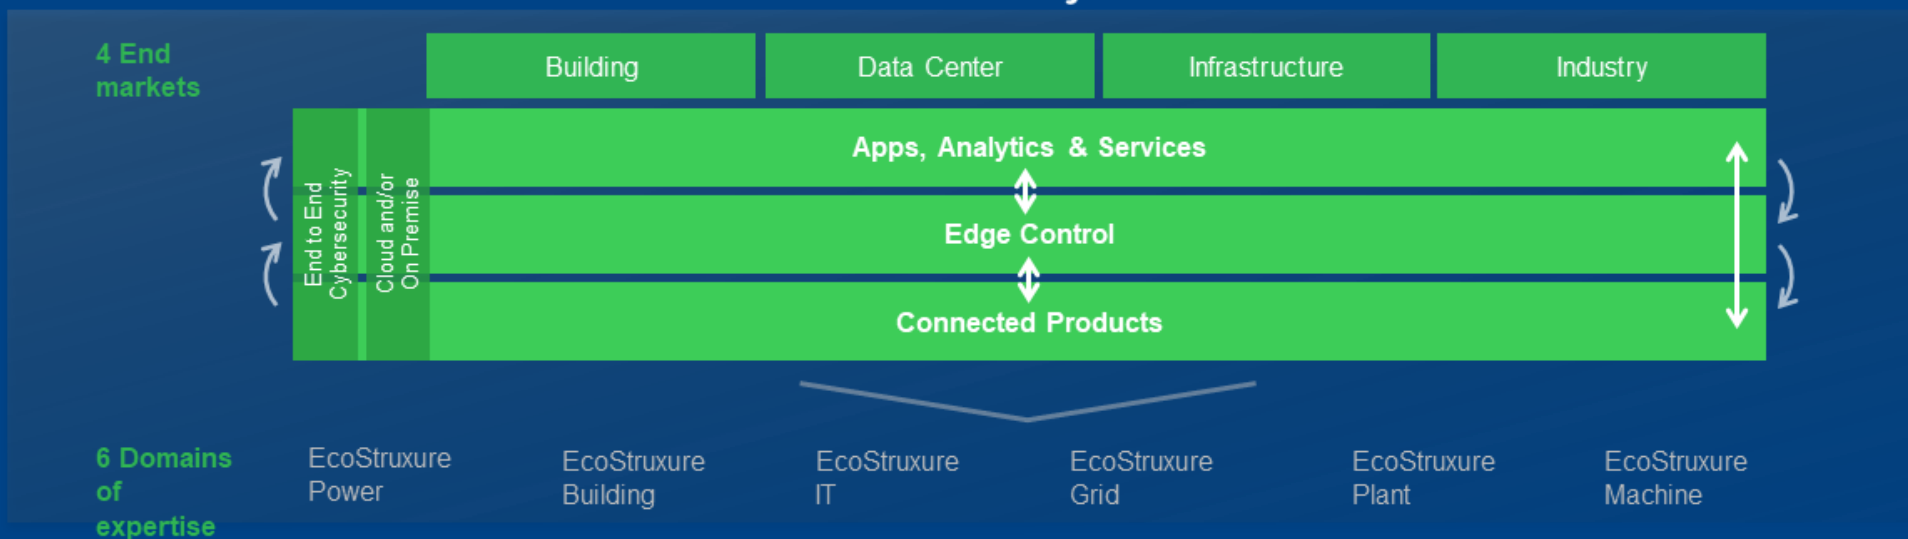 4 End
markets
Building
Data Center
Infrastructure
Industry
Apps, Analytics & Services
Edge Control
Connected Products
End to End
Cybersecurity
Cloud and/or
On Premise
6 Domains
of
expertise
EcoStruxure
Power
EcoStruxure
Building
EcoStruxure
IT
EcoStruxure
Grid
EcoStruxure
Plant
EcoStruxure
Machine